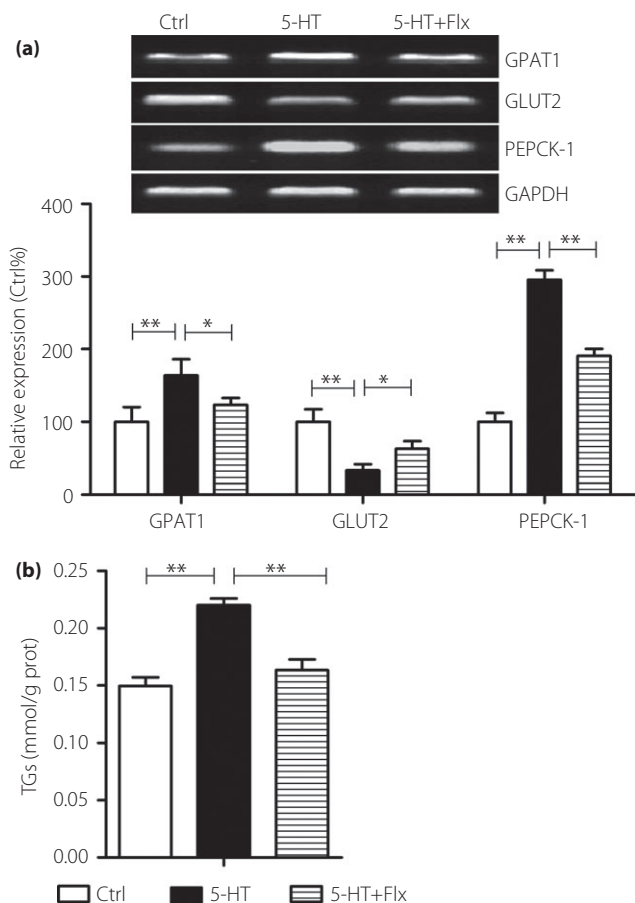 Ctrl 5-HT 5-HT+Flx
(a)
GPAT1
GLUT2
PEPCK-1
GAPDH
Relative expression (Ctrl%)
400
300
200
100
0
** *
** *
** **
GPAT1 GLUT2 PEPCK-1
(b)
TGs (mmol/g prot)
0.25
0.20
0.15
0.10
0.05
0.00
** **
Ctrl 5-HT 5-HT+Flx